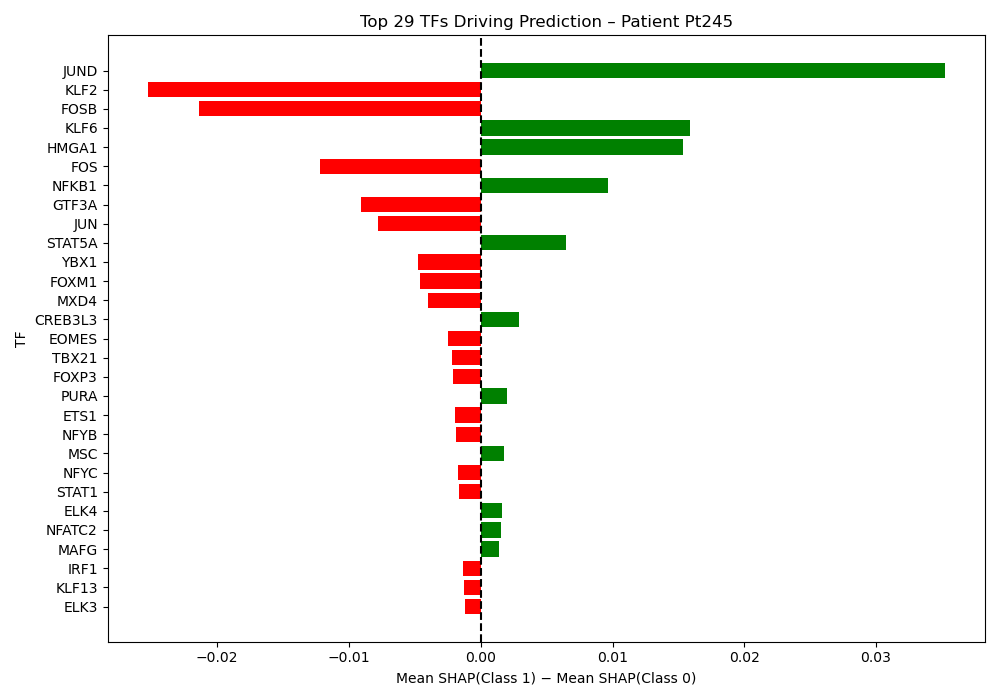 Top 29 TFs Driving Prediction – Patient Pt245
TF
JUND
KLF2
FOSB
KLF6
HMGA1
FOS
NFKB1
GTF3A
JUN
STAT5A
YBX1
FOXM1
MXD4
CREB3L3
EOMES
TBX21
FOXP3
PURA
ETS1
NFYB
MSC
NFYC
STAT1
ELK4
NFATC2
MAFG
IRF1
KLF13
ELK3
−0.02 −0.01 0.00 0.01 0.02 0.03
Mean SHAP(Class 1) − Mean SHAP(Class 0)